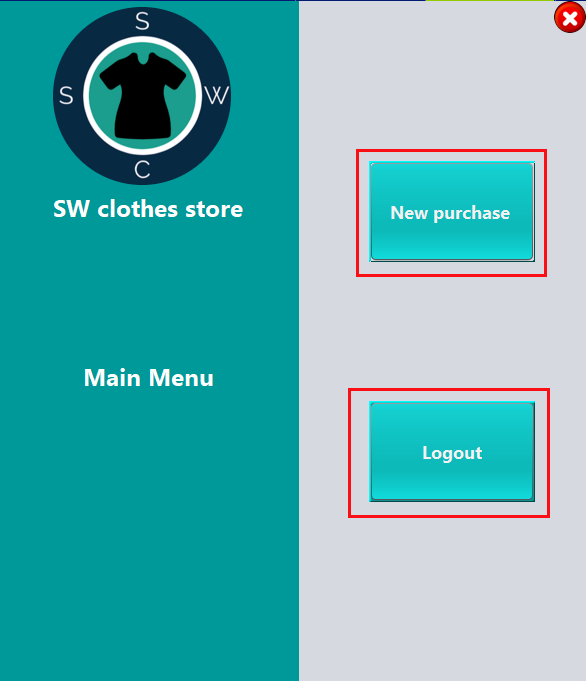 S
S W
C
SW clothes store
Main Menu
New purchase
Logout